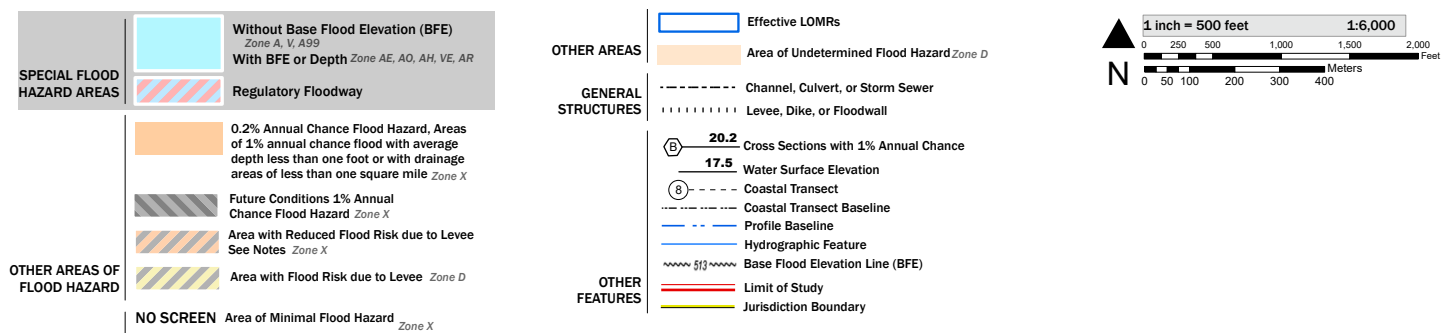 SPECIAL FLOOD
HAZARD AREAS
Without Base Flood Elevation (BFE)
Zone A, V, A99
With BFE or Depth Zone AE, AO, AH, VE, AR
Regulatory Floodway
OTHER AREAS OF
FLOOD HAZARD
0.2% Annual Chance Flood Hazard, Areas
of 1% annual chance flood with average
depth less than one foot or with drainage
areas of less than one square mile Zone X
Future Conditions 1% Annual
Chance Flood Hazard Zone X
Area with Reduced Flood Risk due to Levee
See Notes Zone X
Area with Flood Risk due to Levee Zone D
NO SCREEN Area of Minimal Flood Hazard Zone X
OTHER AREAS
Effective LOMRs
Area of Undetermined Flood Hazard Zone D
GENERAL
STRUCTURES
Channel, Culvert, or Storm Sewer
Levee, Dike, or Floodwall
OTHER
FEATURES
B 20.2 Cross Sections with 1% Annual Chance
17.5 Water Surface Elevation
8 Coastal Transect
Coastal Transect Baseline
Profile Baseline
Hydrographic Feature
513 Base Flood Elevation Line (BFE)
Limit of Study
Jurisdiction Boundary
N
1 inch = 500 feet 1:6,000
0 250 500 1,000 1,500 2,000
Feet
Meters
0 50 100 200 300 400